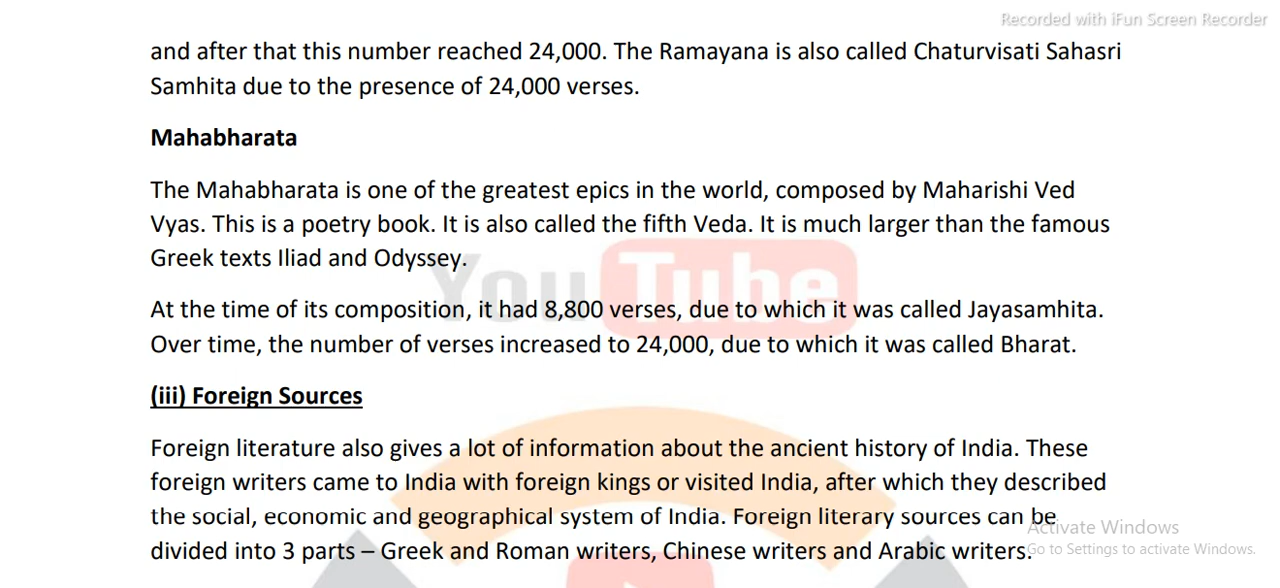 Recorded with iFun Screen Recorder
and after that this number reached 24,000. The Ramayana is also called Chaturvisati Sahasri
Samhita due to the presence of 24,000 verses.
Mahabharata
The Mahabharata is one of the greatest epics in the world, composed by Maharishi Ved
Vyas. This is a poetry book. It is also called the fifth Veda. It is much larger than the famous
Greek texts Iliad and Odyssey.
YouTube
At the time of its composition, it had 8,800 verses, due to which it was called Jayasamhita.
Over time, the number of verses increased to 24,000, due to which it was called Bharat.
(iii) Foreign Sources
Foreign literature also gives a lot of information about the ancient history of India. These
foreign writers came to India with foreign kings or visited India, after which they described
the social, economic and geographical system of India. Foreign literary sources can be
Activate Windows
divided into 3 parts – Greek and Roman writers, Chinese writers and Arabic writers.
Go to Settings to activate Windows.